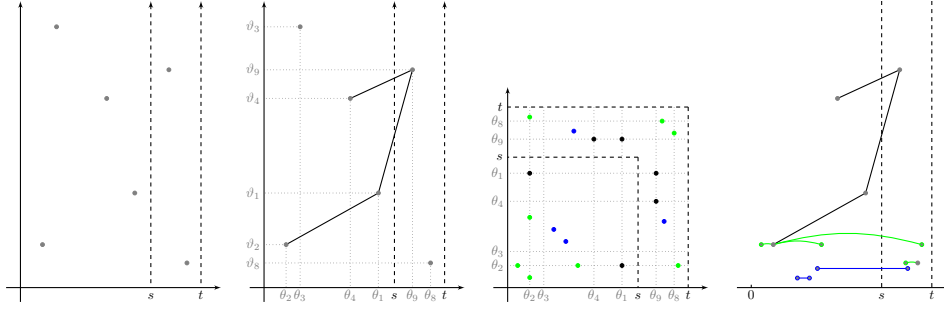 s t
ϑ₃
ϑ₉
ϑ₄
ϑ₁
ϑ₂
ϑ₈
θ₂ θ₃ θ₄ θ₁ s θ₉ θ₈ t
t
θ₈
θ₉
s
θ₁
θ₄
θ₃
θ₂
θ₂ θ₃ θ₄ θ₁ s θ₉ θ₈ t
0 s t